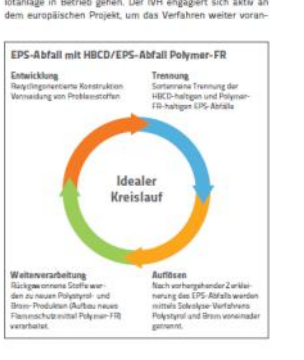 lotanlage in Betrieb gehen. Der IVH engagiert sich aktiv an
dem europäischen Projekt, um das Verfahren weiter voran-
EPS-Abfall mit HBCD/EPS-Abfall Polymer-FR
Entwicklung
Recyclingorientierte Konstruktion
Vermeidung von Problemstoffen
Trennung
Sortenreine Trennung der
HBCD-haltigen und Polymer-
FR-haltigen EPS-Abfälle
Idealer
Kreislauf
Weiterverarbeitung
Rückgewonnene Stoffe wer-
den zu neuen Polystyrol- und
Brom-Produkten (Aufbau neues
Flammschutzmittel Polymer-FR)
verarbeitet.
Auflösen
Nach vorhergehender Zerklei-
nerung des EPS-Abfalls werden
mittels Solvolyse-Verfahrens
Polystyrol und Brom voneinader
getrennt.